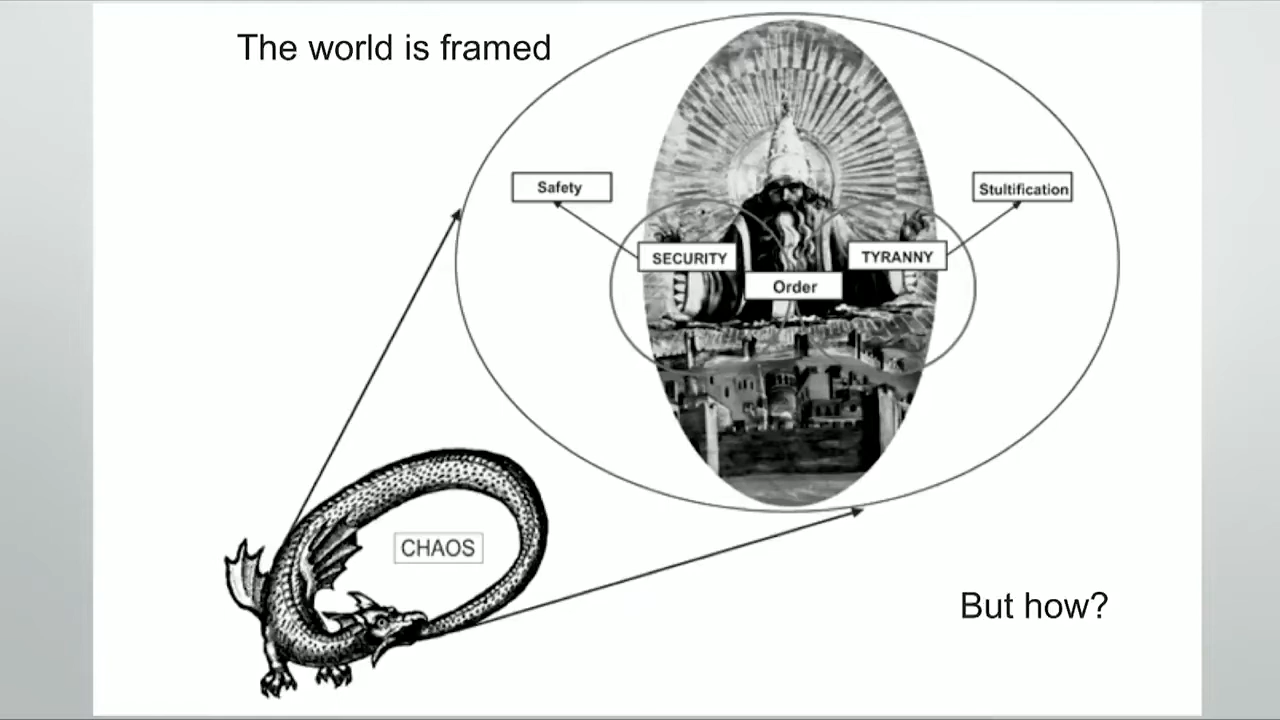 The world is framed
Safety
Stultification
SECURITY
TYRANNY
Order
CHAOS
But how?